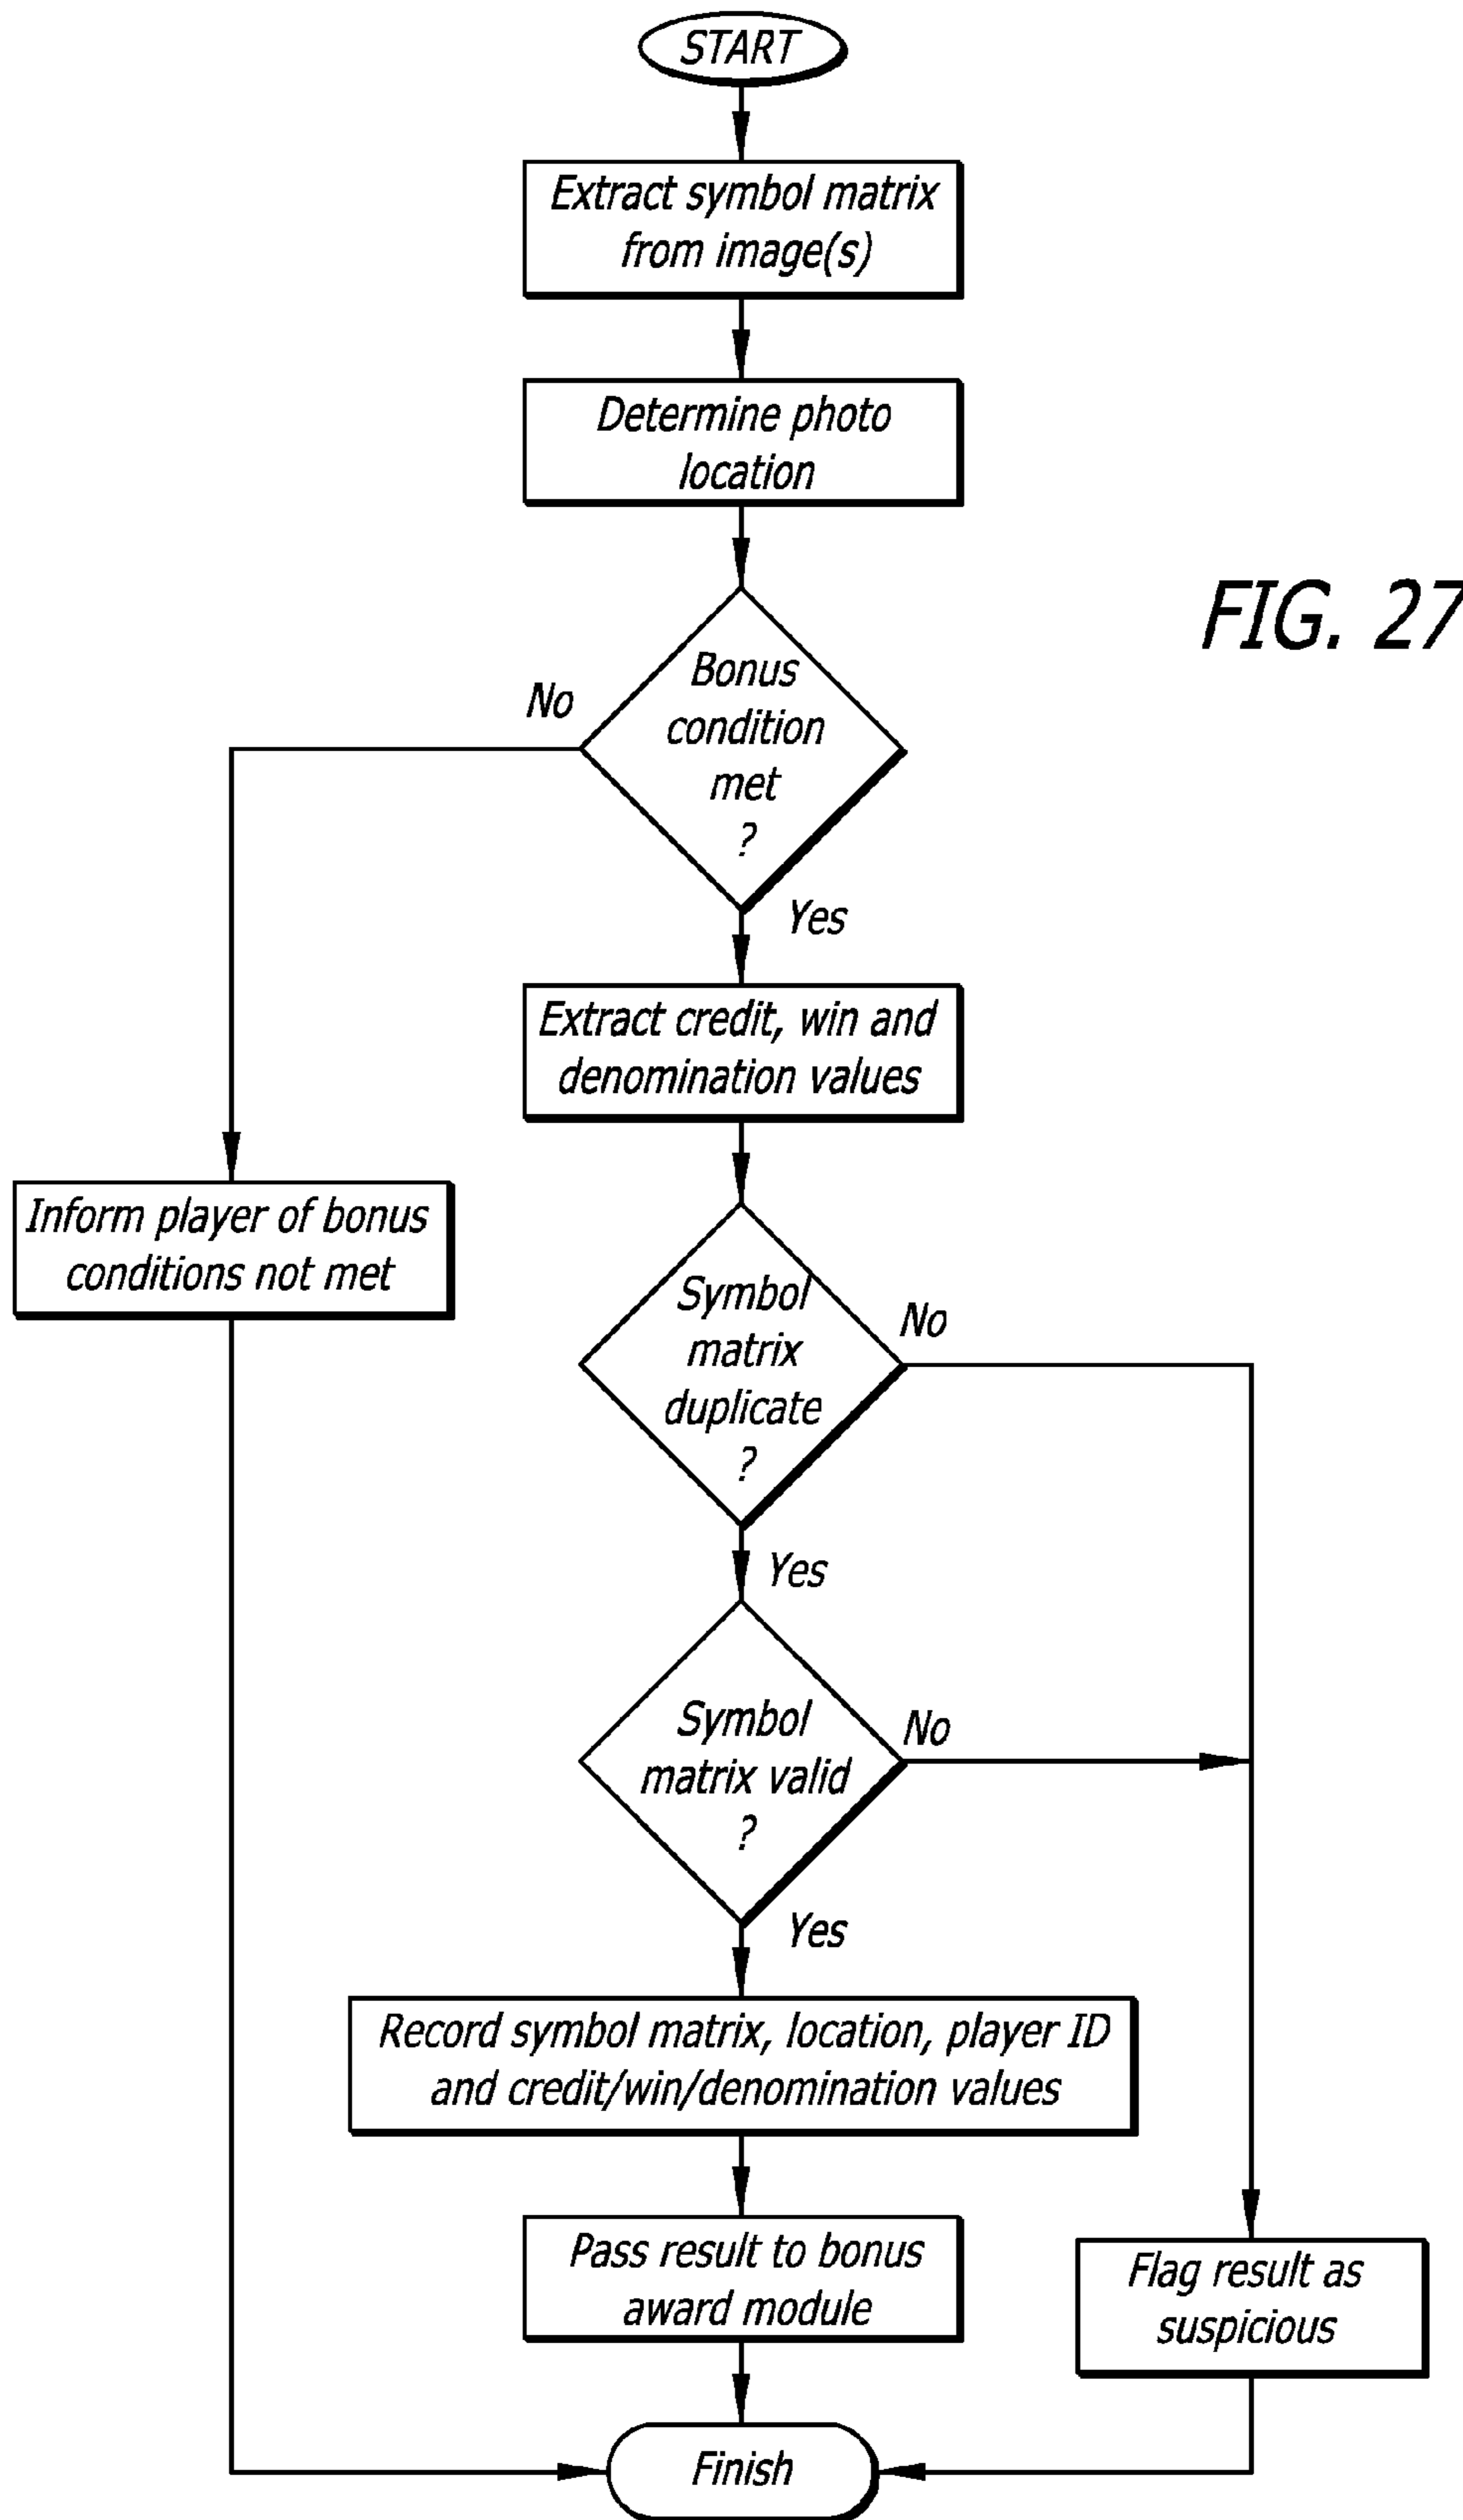 START
Extract symbol matrix
from image(s)
Determine photo
location
FIG. 27
Bonus
condition
met
?
No
Yes
Extract credit, win and
denomination values
Inform player of bonus
conditions not met
Symbol
matrix
duplicate
?
No
Yes
Symbol
matrix valid
?
No
Yes
Record symbol matrix, location, player ID
and credit/win/denomination values
Pass result to bonus
award module
Flag result as
suspicious
Finish